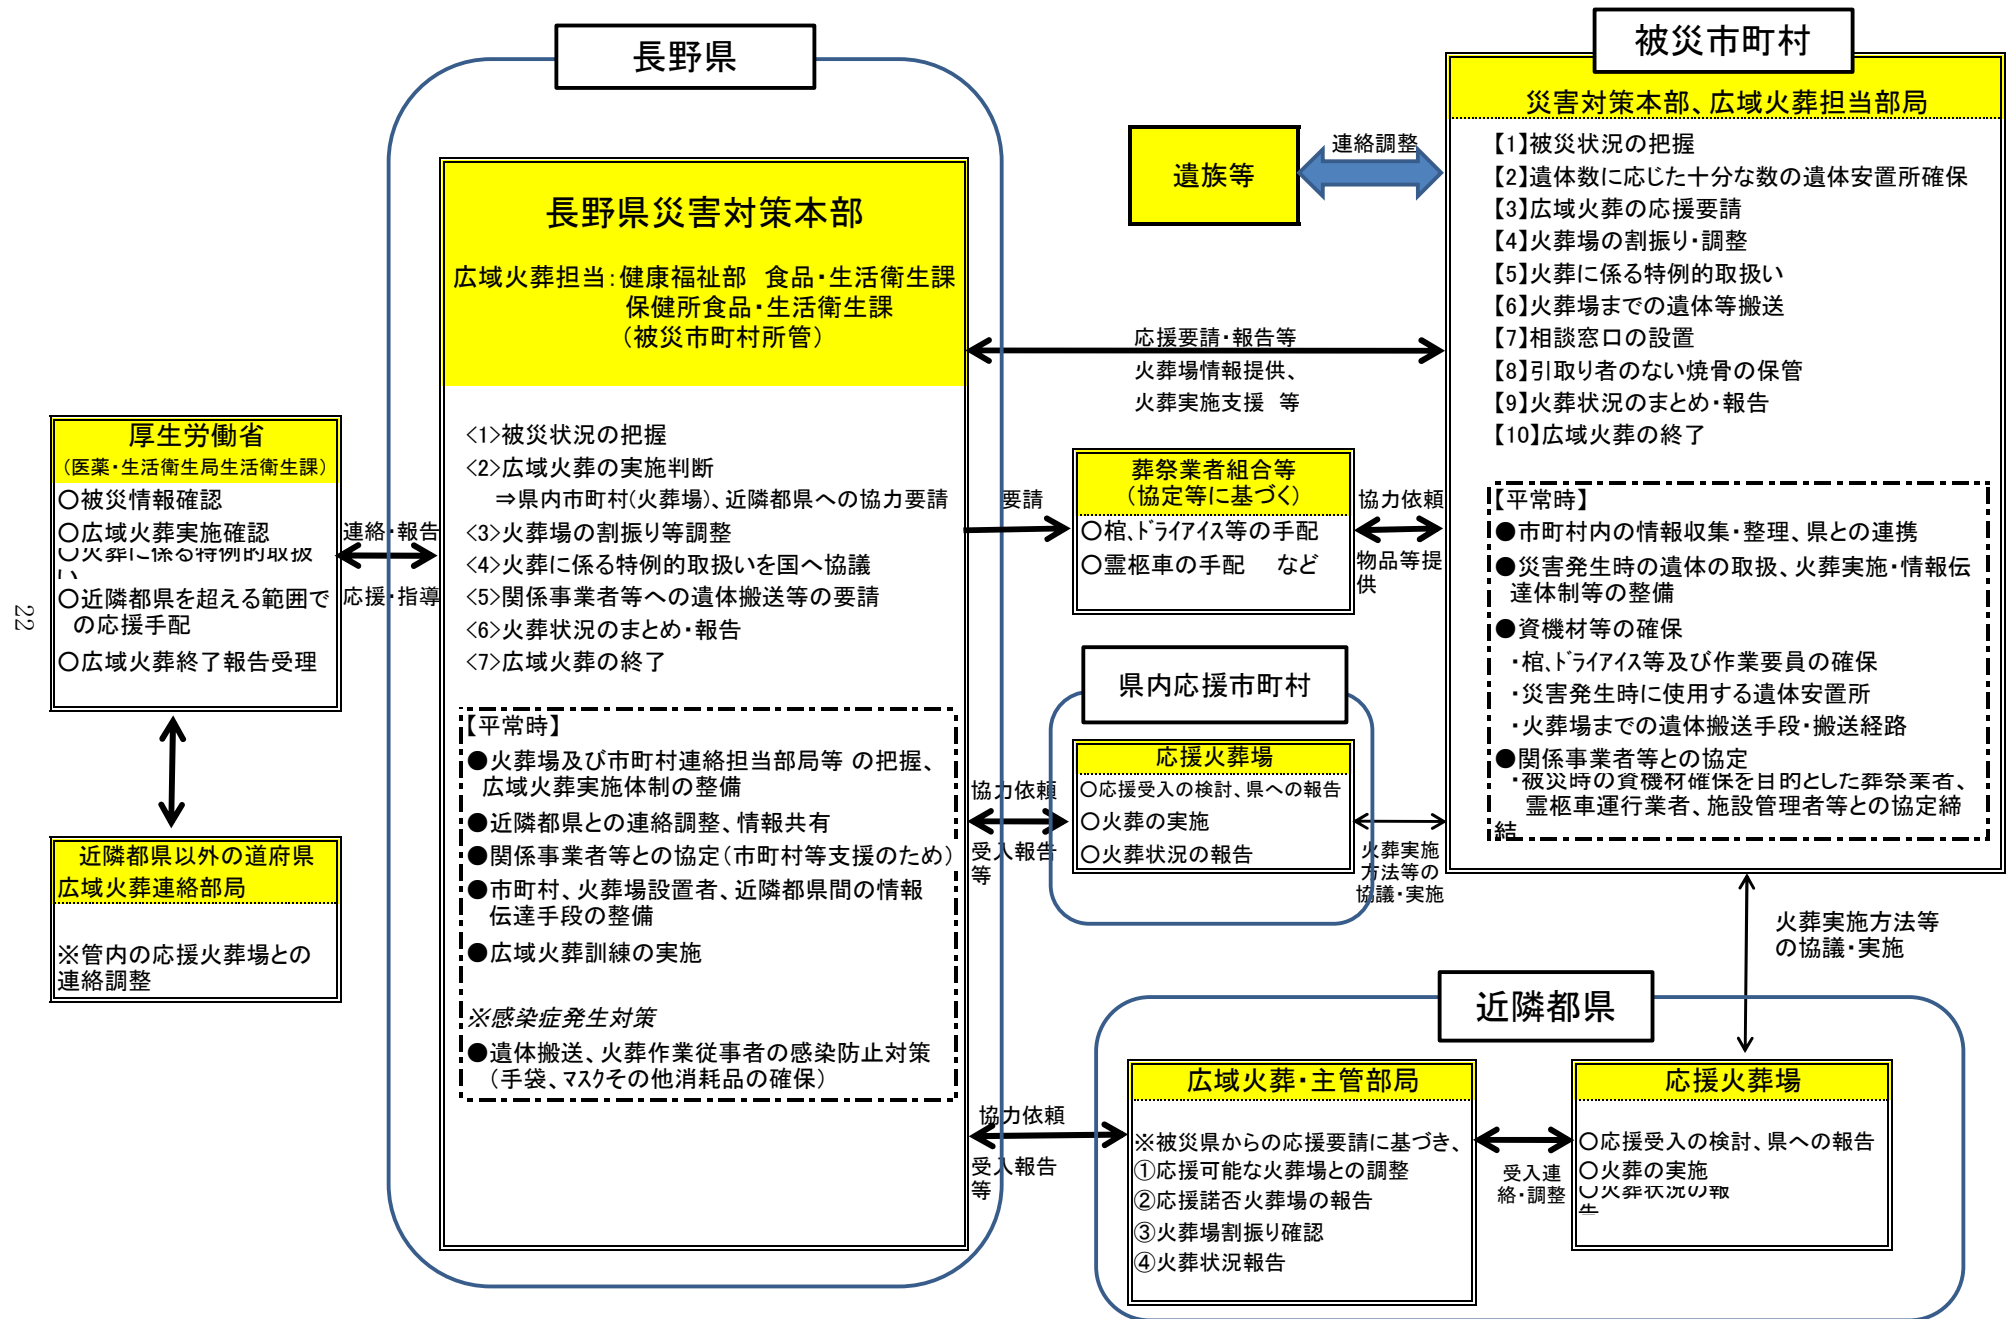 長野県
長野県災害対策本部
広域火葬担当：健康福祉部　食品・生活衛生課
保健所食品・生活衛生課
（被災市町村所管）
<1>被災状況の把握
<2>広域火葬の実施判断
⇒県内市町村(火葬場)、近隣都県への協力要請
<3>火葬場の割振り等調整
<4>火葬に係る特例的取扱いを国へ協議
<5>関係事業者等への遺体搬送等の要請
<6>火葬状況のまとめ・報告
<7>広域火葬の終了
【平常時】
●火葬場及び市町村連絡担当部局等 の把握、
広域火葬実施体制の整備
●近隣都県との連絡調整、情報共有
●関係事業者等との協定（市町村等支援のため）
●市町村、火葬場設置者、近隣都県間の情報
伝達手段の整備
●広域火葬訓練の実施
※感染症発生対策
●遺体搬送、火葬作業従事者の感染防止対策
（手袋、ﾏｽｸその他消耗品の確保）
厚生労働省
（医薬・生活衛生局生活衛生課）
○被災情報確認
○広域火葬実施確認
○火葬に係る特例的取扱
い
○近隣都県を超える範囲で
の応援手配
○広域火葬終了報告受理
連絡・報告
応援・指導
近隣都県以外の道府県
広域火葬連絡部局
※管内の応援火葬場との
連絡調整
22
遺族等
連絡調整
被災市町村
災害対策本部、広域火葬担当部局
【1】被災状況の把握
【2】遺体数に応じた十分な数の遺体安置所確保
【3】広域火葬の応援要請
【4】火葬場の割振り・調整
【5】火葬に係る特例的取扱い
【6】火葬場までの遺体等搬送
【7】相談窓口の設置
【8】引取り者のない焼骨の保管
【9】火葬状況のまとめ・報告
【10】広域火葬の終了
【平常時】
●市町村内の情報収集・整理、県との連携
●災害発生時の遺体の取扱、火葬実施・情報伝
達体制等の整備
●資機材等の確保
・棺、ﾄﾞﾗｲｱｲｽ等及び作業要員の確保
・災害発生時に使用する遺体安置所
・火葬場までの遺体搬送手段・搬送経路
●関係事業者等との協定
・被災時の資機材確保を目的とした葬祭業者、
霊柩車運行業者、施設管理者等との協定締
結
応援要請・報告等
火葬場情報提供、
火葬実施支援　等
要請
葬祭業者組合等
（協定等に基づく）
○棺、ﾄﾞﾗｲｱｲｽ等の手配
○霊柩車の手配　など
協力依頼
物品等提
供
県内応援市町村
応援火葬場
○応援受入の検討、県への報告
○火葬の実施
○火葬状況の報告
協力依頼
受入報告
等
火葬実施
方法等の
協議・実施
火葬実施方法等
の協議・実施
近隣都県
広域火葬・主管部局
※被災県からの応援要請に基づき、
①応援可能な火葬場との調整
②応援諾否火葬場の報告
③火葬場割振り確認
④火葬状況報告
協力依頼
受入報告
等
受入連
絡・調整
応援火葬場
○応援受入の検討、県への報告
○火葬の実施
○火葬状況の報
告